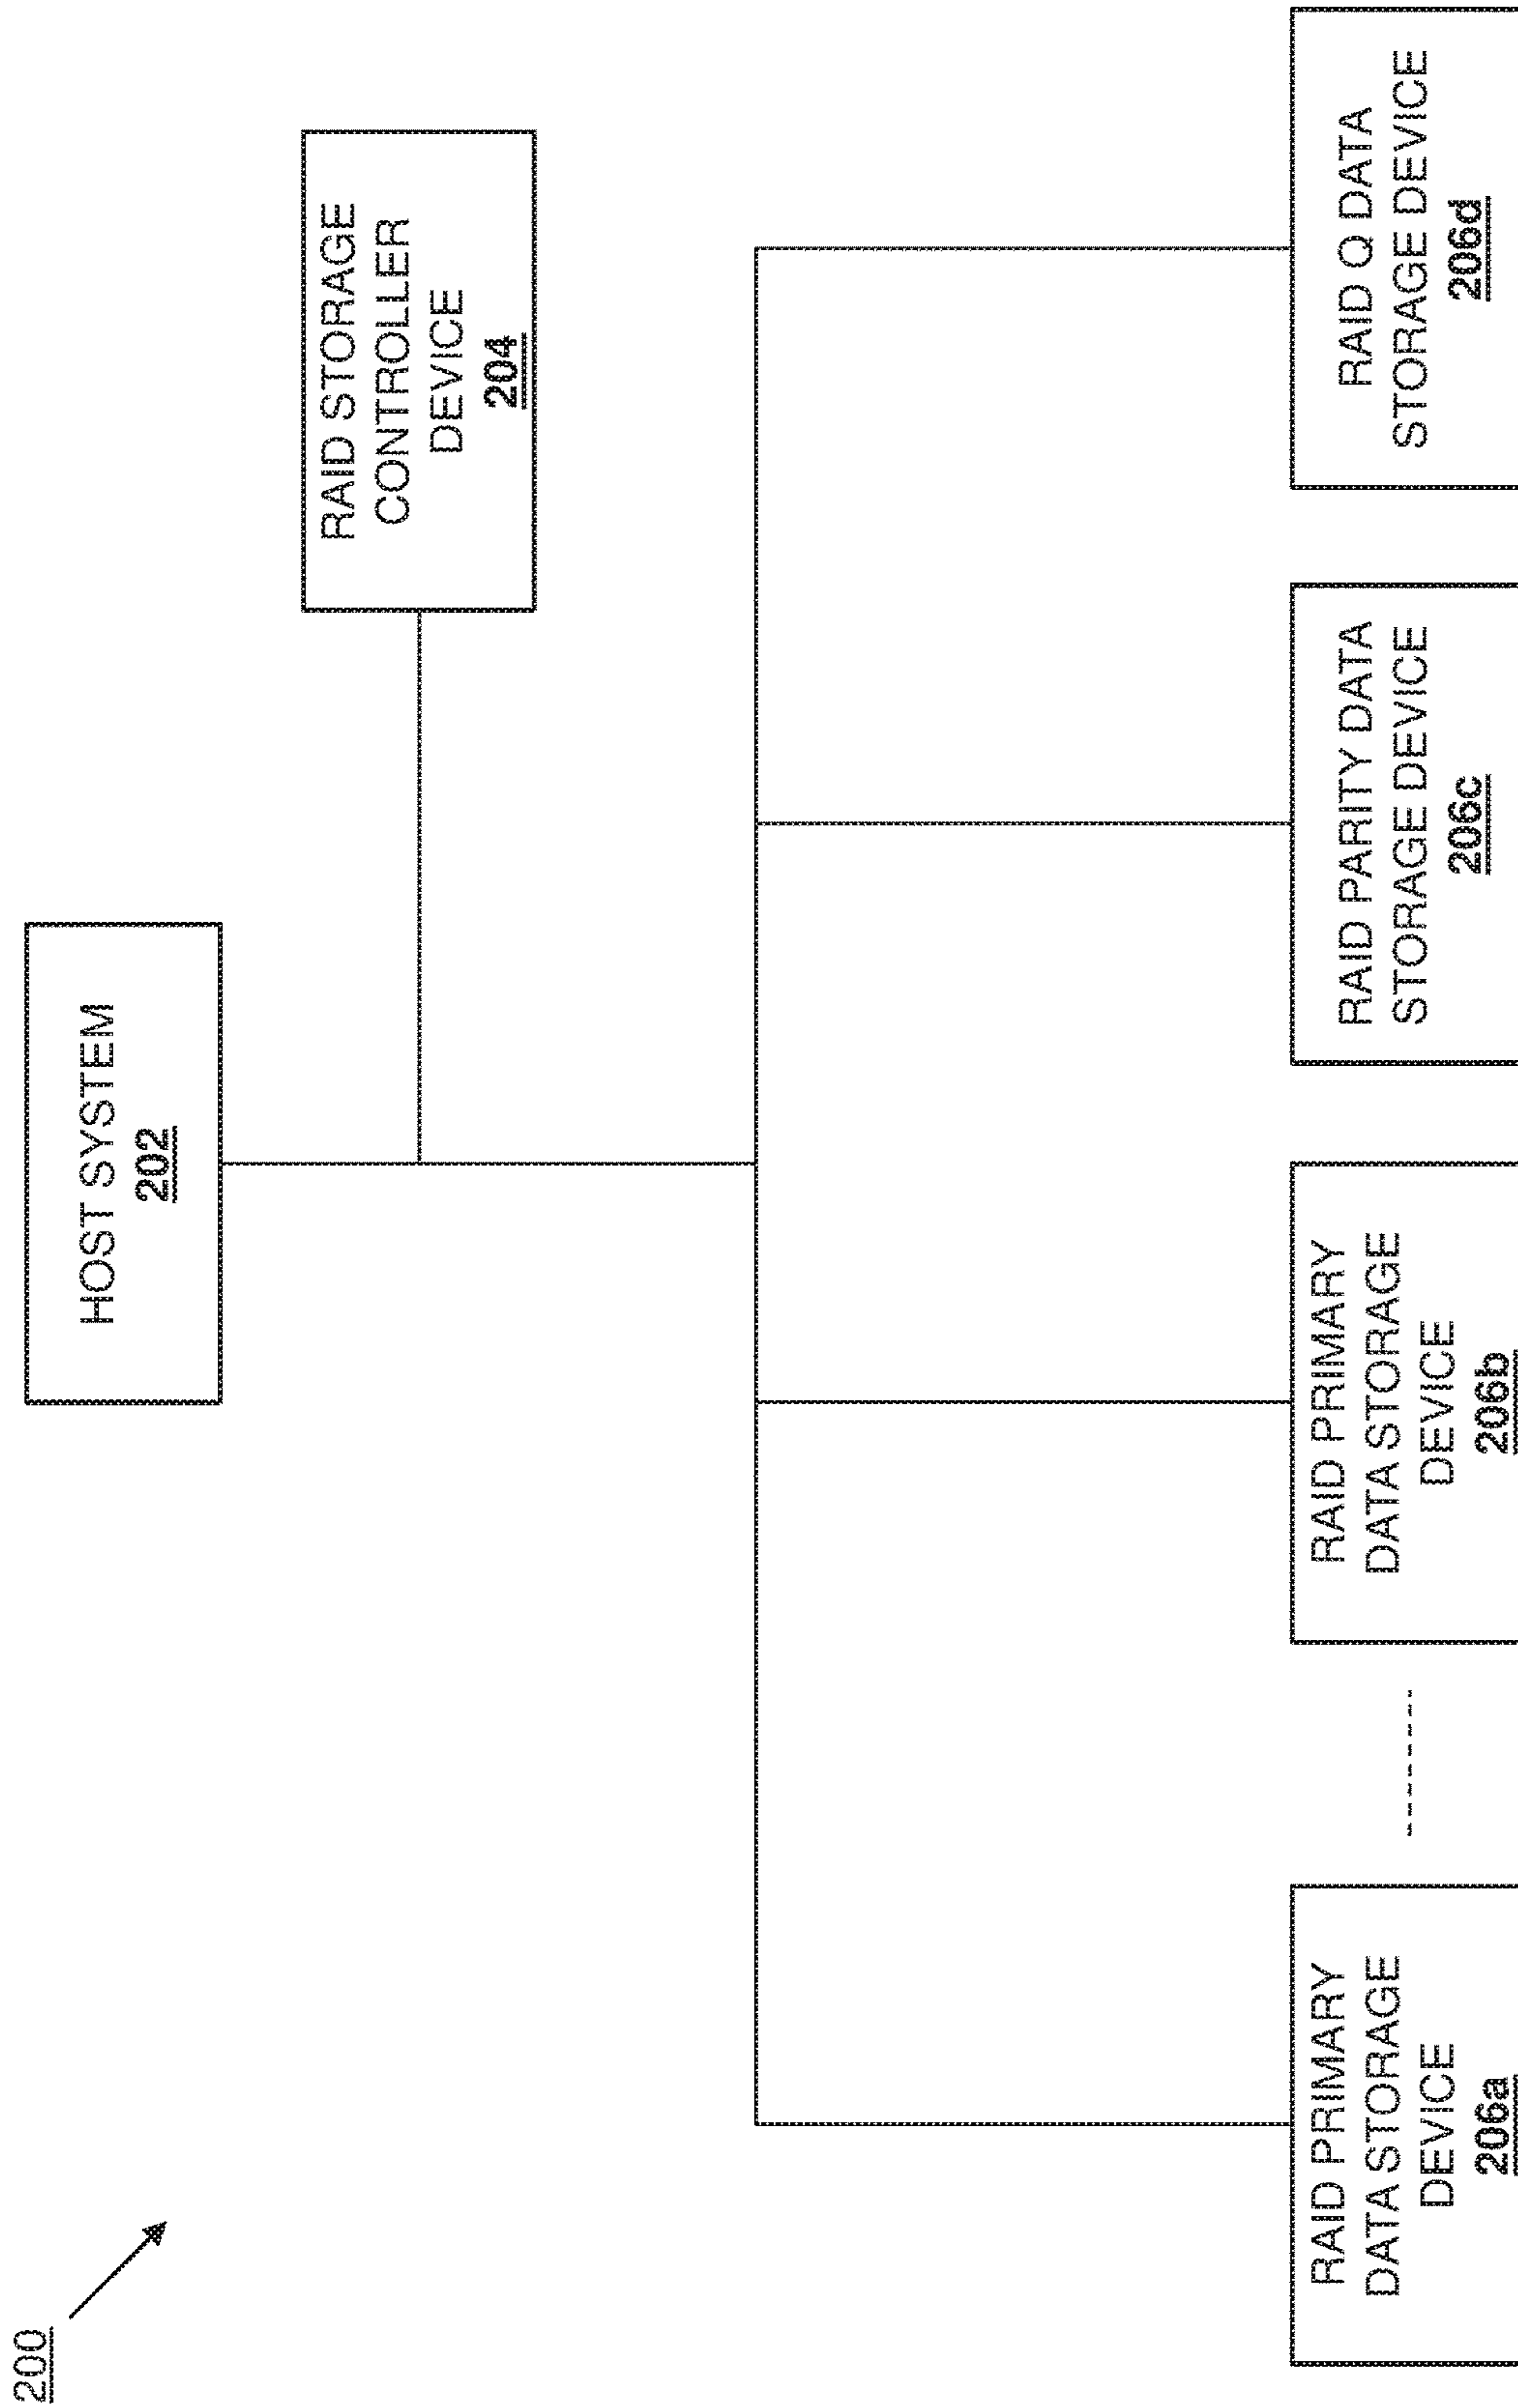 200
HOST SYSTEM
202
RAID STORAGE
CONTROLLER
DEVICE
204
RAID PRIMARY
DATA STORAGE
DEVICE
206a
RAID PRIMARY
DATA STORAGE
DEVICE
206b
RAID PARITY DATA
STORAGE DEVICE
206c
RAID Q DATA
STORAGE DEVICE
206d